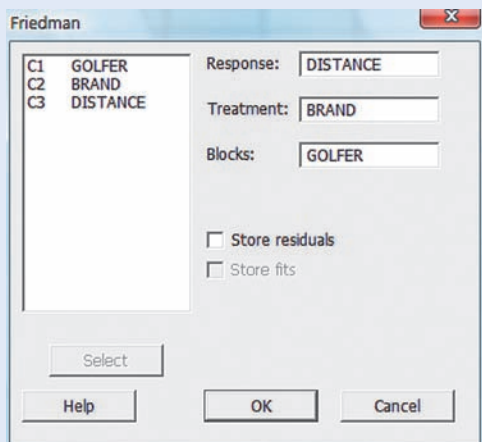 Friedman
C1 GOLFER
C2 BRAND
C3 DISTANCE
Response: DISTANCE
Treatment: BRAND
Blocks: GOLFER
Store residuals
Store fits
Select
Help
OK
Cancel